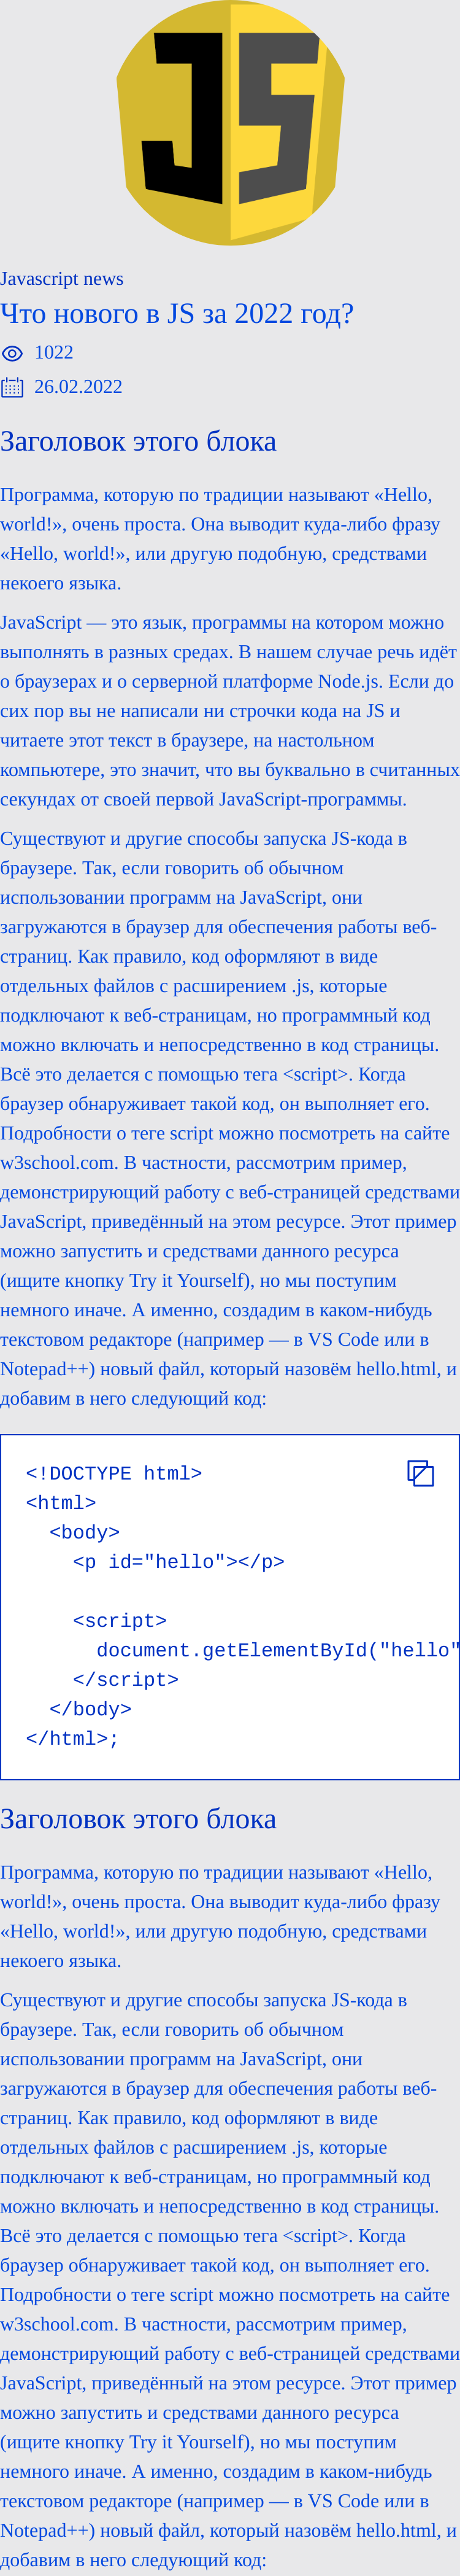 JS
Javascript news
Что нового в JS за 2022 год?
1022
26.02.2022
Заголовок этого блока
Программа, которую по традиции называют «Hello,
world!», очень проста. Она выводит куда-либо фразу
«Hello, world!», или другую подобную, средствами
некоего языка.
JavaScript — это язык, программы на котором можно
выполнять в разных средах. В нашем случае речь идёт
о браузерах и о серверной платформе Node.js. Если до
сих пор вы не написали ни строчки кода на JS и
читаете этот текст в браузере, на настольном
компьютере, это значит, что вы буквально в считанных
секундах от своей первой JavaScript-программы.
Существуют и другие способы запуска JS-кода в
браузере. Так, если говорить об обычном
использовании программ на JavaScript, они
загружаются в браузер для обеспечения работы веб-
страниц. Как правило, код оформляют в виде
отдельных файлов с расширением .js, которые
подключают к веб-страницам, но программный код
можно включать и непосредственно в код страницы.
Всё это делается с помощью тега <script>. Когда
браузер обнаруживает такой код, он выполняет его.
Подробности о теге script можно посмотреть на сайте
w3school.com. В частности, рассмотрим пример,
демонстрирующий работу с веб-страницей средствами
JavaScript, приведённый на этом ресурсе. Этот пример
можно запустить и средствами данного ресурса
(ищите кнопку Try it Yourself), но мы поступим
немного иначе. А именно, создадим в каком-нибудь
текстовом редакторе (например — в VS Code или в
Notepad++) новый файл, который назовём hello.html, и
добавим в него следующий код:
<!DOCTYPE html>
<html>
  <body>
    <p id="hello"></p>
    <script>
      document.getElementById("hello"
    </script>
  </body>
</html>;
Заголовок этого блока
Программа, которую по традиции называют «Hello,
world!», очень проста. Она выводит куда-либо фразу
«Hello, world!», или другую подобную, средствами
некоего языка.
Существуют и другие способы запуска JS-кода в
браузере. Так, если говорить об обычном
использовании программ на JavaScript, они
загружаются в браузер для обеспечения работы веб-
страниц. Как правило, код оформляют в виде
отдельных файлов с расширением .js, которые
подключают к веб-страницам, но программный код
можно включать и непосредственно в код страницы.
Всё это делается с помощью тега <script>. Когда
браузер обнаруживает такой код, он выполняет его.
Подробности о теге script можно посмотреть на сайте
w3school.com. В частности, рассмотрим пример,
демонстрирующий работу с веб-страницей средствами
JavaScript, приведённый на этом ресурсе. Этот пример
можно запустить и средствами данного ресурса
(ищите кнопку Try it Yourself), но мы поступим
немного иначе. А именно, создадим в каком-нибудь
текстовом редакторе (например — в VS Code или в
Notepad++) новый файл, который назовём hello.html, и
добавим в него следующий код: